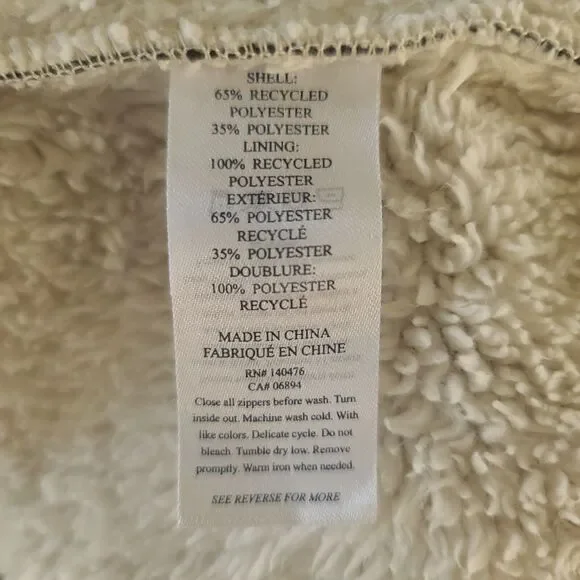 SHELL:
65% RECYCLED
POLYESTER
35% POLYESTER
LINING:
100% RECYCLED
POLYESTER
EXTÉRIEUR:
65% POLYESTER
RECYCLÉ
35% POLYESTER
DOUBLURE:
100% POLYESTER
RECYCLÉ
MADE IN CHINA
FABRIQUÉ EN CHINE
RN# 140476
CA# 06894
Close all zippers before wash. Turn
inside out. Machine wash cold. With
like colors. Delicate cycle. Do not
bleach. Tumble dry low. Remove
promptly. Warm iron when needed.
SEE REVERSE FOR MORE